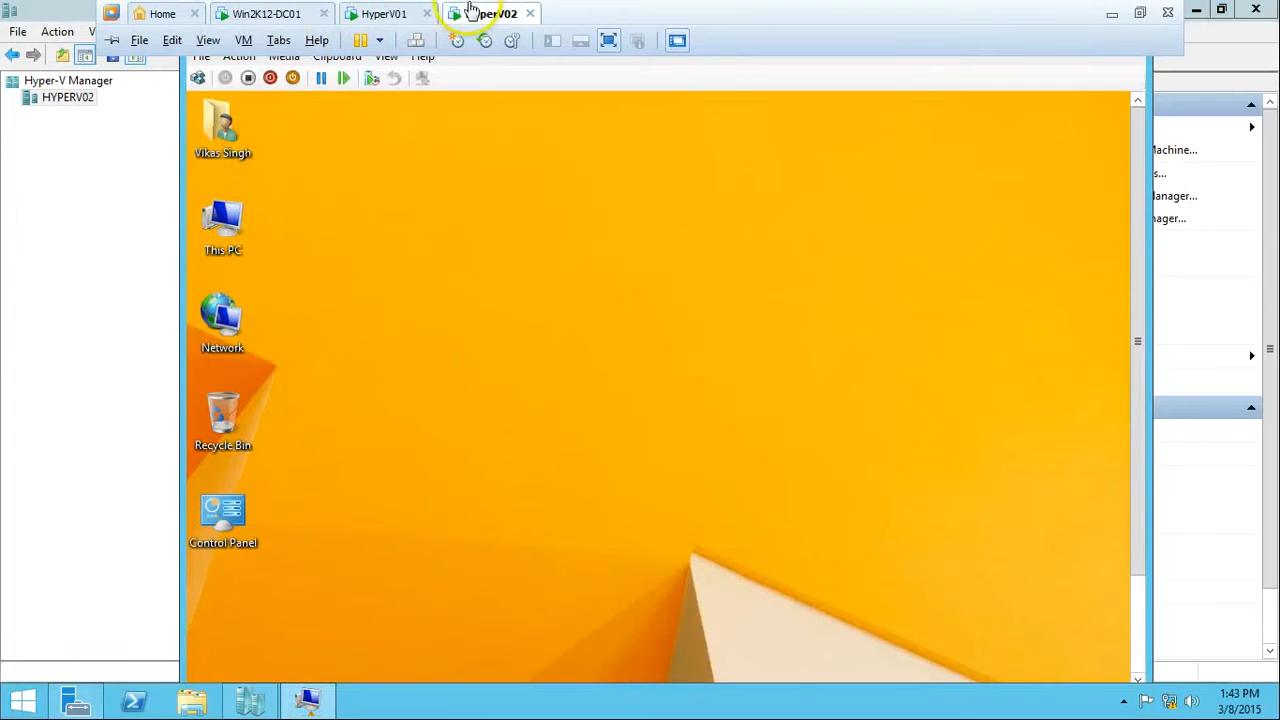 Home
Win2K12-DC01
HyperV01
HyperV02
File
Action
V
File Edit View VM Tabs Help
File Action Media Clipboard View Help
Hyper-V Manager
HYPERV02
Vikas Singh
This PC
Network
Recycle Bin
Control Panel
Machine...
s...
anager...
nager...
1:43 PM
3/8/2015